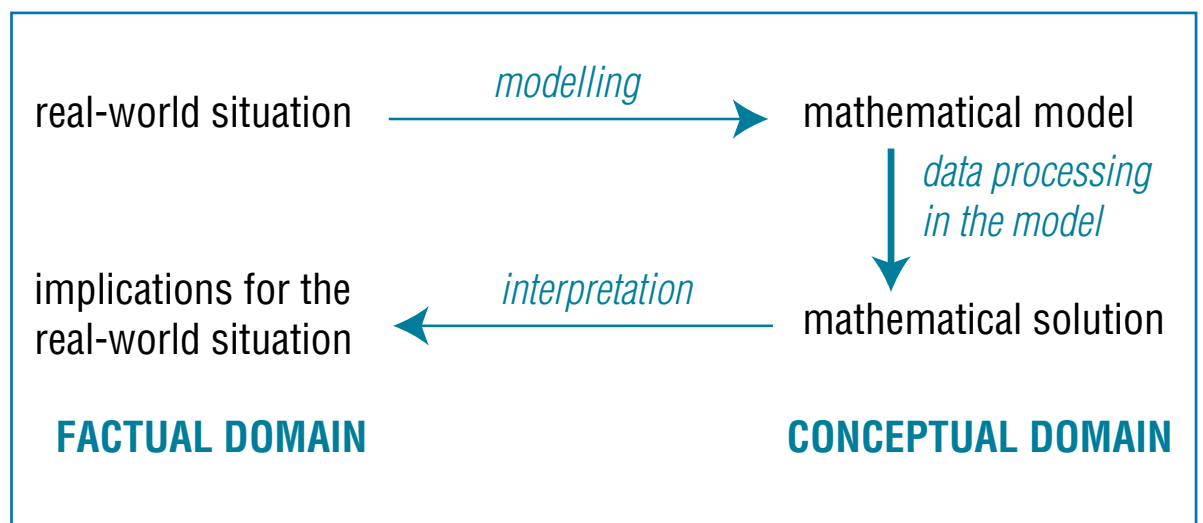 real-world situation
modelling
mathematical model
data processing
in the model
implications for the
real-world situation
interpretation
mathematical solution
FACTUAL DOMAIN
CONCEPTUAL DOMAIN